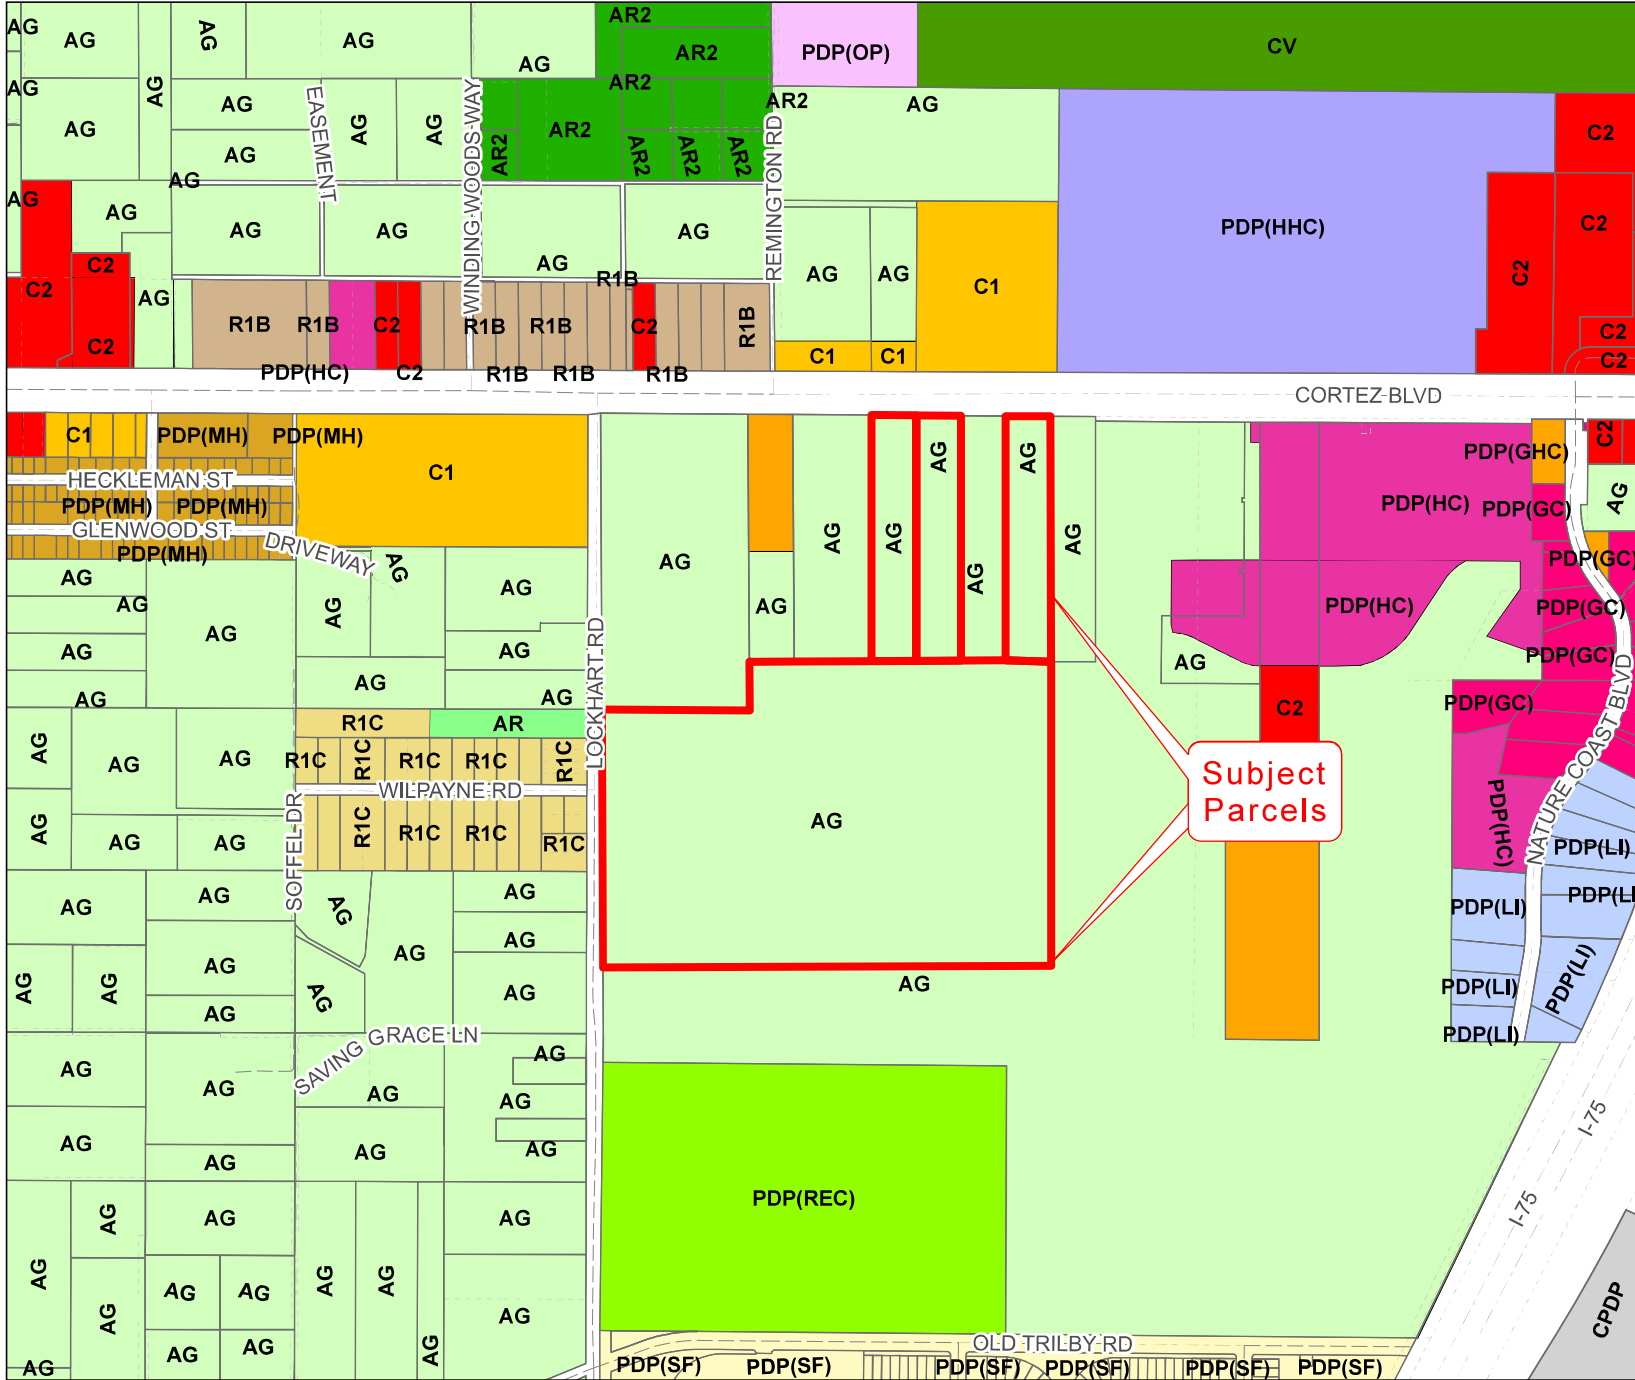 AR2
AG
AG
AG
AG
AR2
PDP(OP)
CV
AG
AG
AG
AG
EASEMENT
AR2
AG
AR2
AG
AG
AG
AG
WINDING WOODS WAY
AR2
AR2
AR2
AR2
AR2
REMINGTON RD
C2
AG
AG
AG
AG
AG
AG
AG
AG
PDP(HHC)
C2
C2
C2
C2
C2
AG
R1B
AG
AG
C1
C2
C2
R1B
R1B
C2
R1B
R1B
C2
R1B
C1
C1
C2
PDP(HC)
C2
R1B
R1B
R1B
CORTEZ BLVD
C1
PDP(MH)
PDP(MH)
C1
HECKLEMAN ST
PDP(MH)
PDP(MH)
GLENWOOD ST
PDP(MH)
DRIVEWAY
AG
AG
AG
AG
AG
AG
AG
AG
AG
AG
PDP(GHC)
C2
PDP(HC)
PDP(GC)
AG
PDP(GC)
AG
AG
AG
AG
AG
AG
LOCKHART RD
PDP(HC)
PDP(GC)
AG
AG
AG
PDP(GC)
AG
AG
AG
R1C
AR
C2
PDP(GC)
NATURE COAST BLVD
AG
AG
AG
R1C
R1C
R1C
R1C
R1C
Subject
Parcels
WILPAYNE RD
SOFFEL DR
AG
AG
AG
R1C
R1C
R1C
R1C
AG
PDP(HC)
PDP(LI)
AG
AG
AG
AG
PDP(LI)
PDP(LI)
AG
AG
AG
AG
AG
AG
AG
AG
AG
AG
PDP(LI)
PDP(LI)
PDP(LI)
SAVING GRACE LN
AG
AG
AG
AG
AG
AG
AG
AG
AG
I-75
I-75
AG
AG
AG
PDP(REC)
AG
AG
AG
AG
AG
AG
AG
AG
AG
AG
AG
AG
CPDP
OLD TRILBY RD
PDP(SF)
PDP(SF)
PDP(SF)
PDP(SF)
PDP(SF)
PDP(SF)